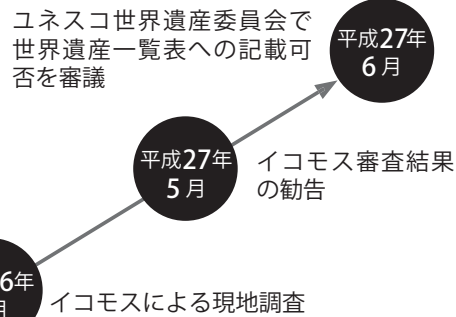 ユネスコ世界遺産委員会で
世界遺産一覧表への記載可
否を審議
平成27年
6月
平成27年
5月
イコモス審査結果
の勧告
6年
月
イコモスによる現地調査